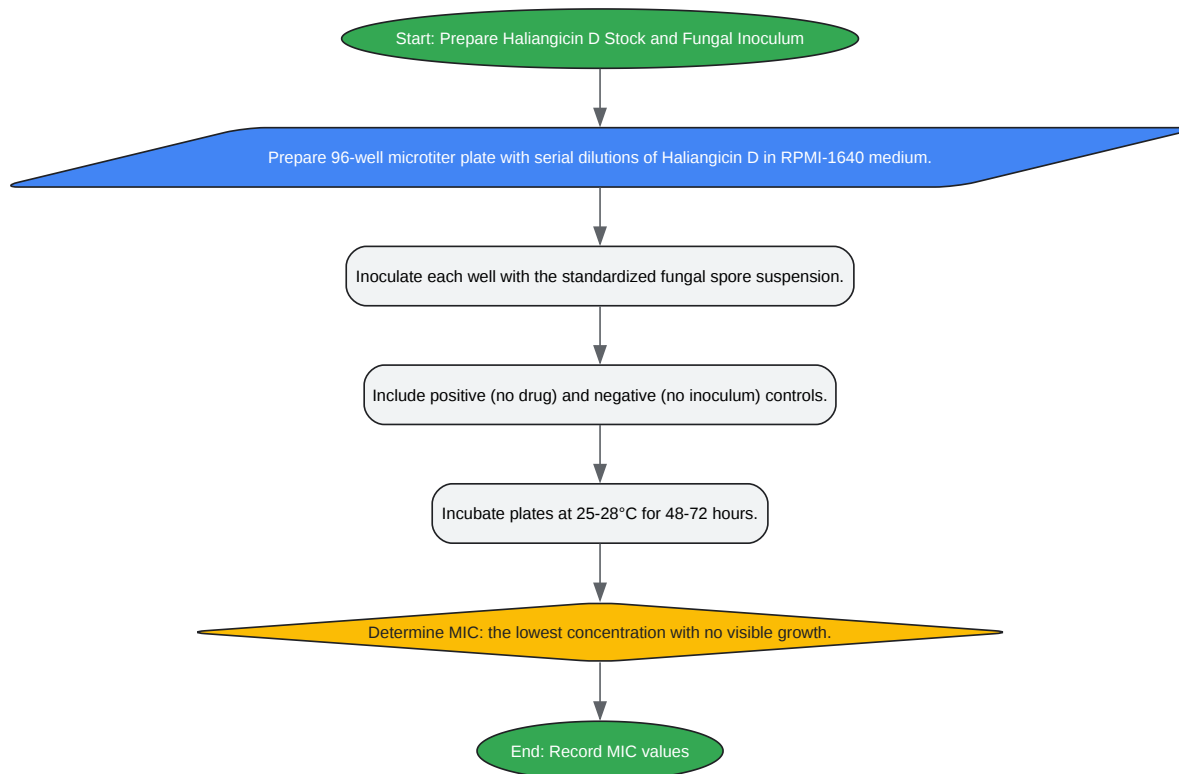 Start: Prepare Haliangicin D Stock and Fungal Inoculum
Prepare 96-well microtiter plate with serial dilutions of Haliangicin D in RPMI-1640 medium.
Inoculate each well with the standardized fungal spore suspension.
Include positive (no drug) and negative (no inoculum) controls.
Incubate plates at 25-28°C for 48-72 hours.
Determine MIC: the lowest concentration with no visible growth.
End: Record MIC values